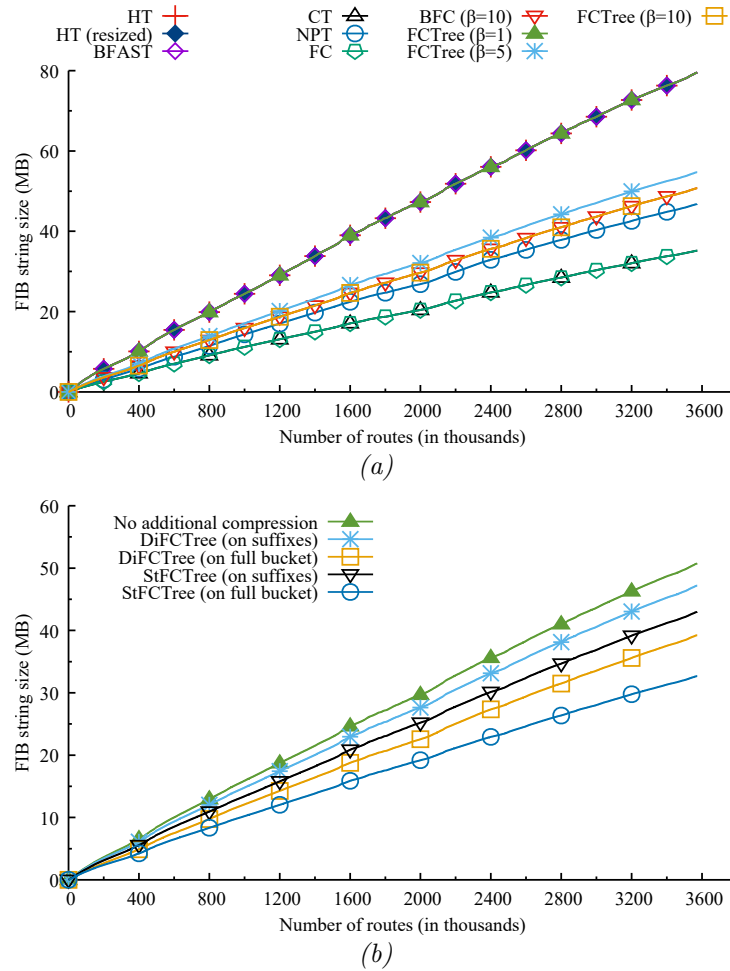 HT CT BFC (β=10) FCTree (β=10)
HT (resized) NPT FCTree (β=1)
BFAST FC FCTree (β=5)
80
60
40
20
0
FIB string size (MB)
0 400 800 1200 1600 2000 2400 2800 3200 3600
Number of routes (in thousands)
(a)
60
50
40
30
20
10
0
FIB string size (MB)
No additional compression
DiFCTree (on suffixes)
DiFCTree (on full bucket)
StFCTree (on suffixes)
StFCTree (on full bucket)
0 400 800 1200 1600 2000 2400 2800 3200 3600
Number of routes (in thousands)
(b)